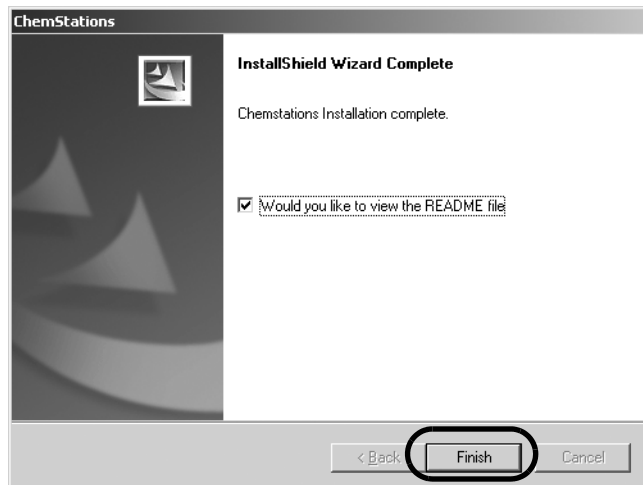 ChemStations
InstallShield Wizard Complete
Chemstations Installation complete.
Would you like to view the README file
< Back
Finish
Cancel